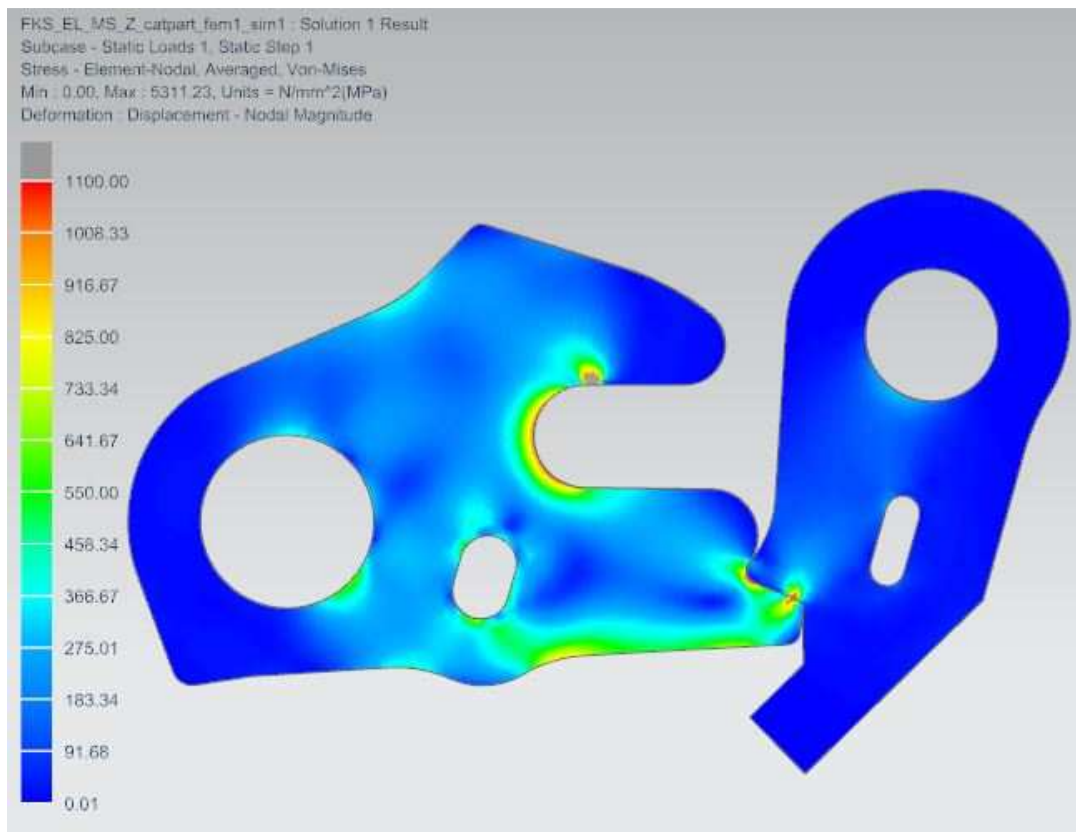 FKS_EL_MS_Z_catpart_fem1_sim1 : Solution 1 Result
Subcase - Static Loads 1, Static Step 1
Stress - Element-Nodal, Averaged, Von-Mises
Min : 0.00, Max : 5311.23, Units = N/mm^2(MPa)
Deformation : Displacement - Nodal Magnitude
1100.00
1008.33
916.67
825.00
733.34
641.67
550.00
458.34
366.67
275.01
183.34
91.68
0.01